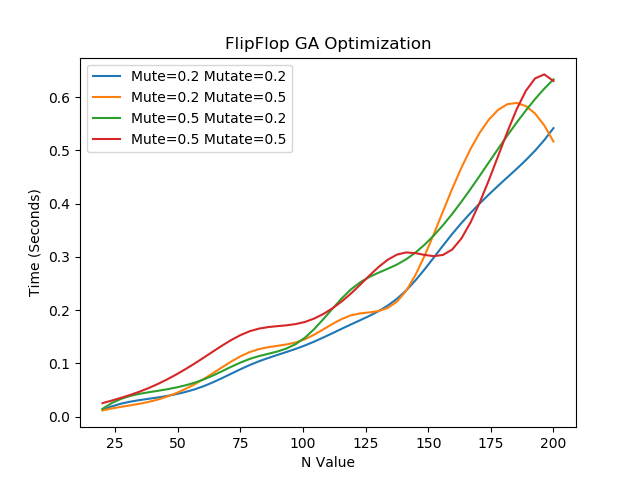 FlipFlop GA Optimization
Mute=0.2 Mutate=0.2
Mute=0.2 Mutate=0.5
Mute=0.5 Mutate=0.2
Mute=0.5 Mutate=0.5
Time (Seconds)
0.6
0.5
0.4
0.3
0.2
0.1
0.0
25 50 75 100 125 150 175 200
N Value